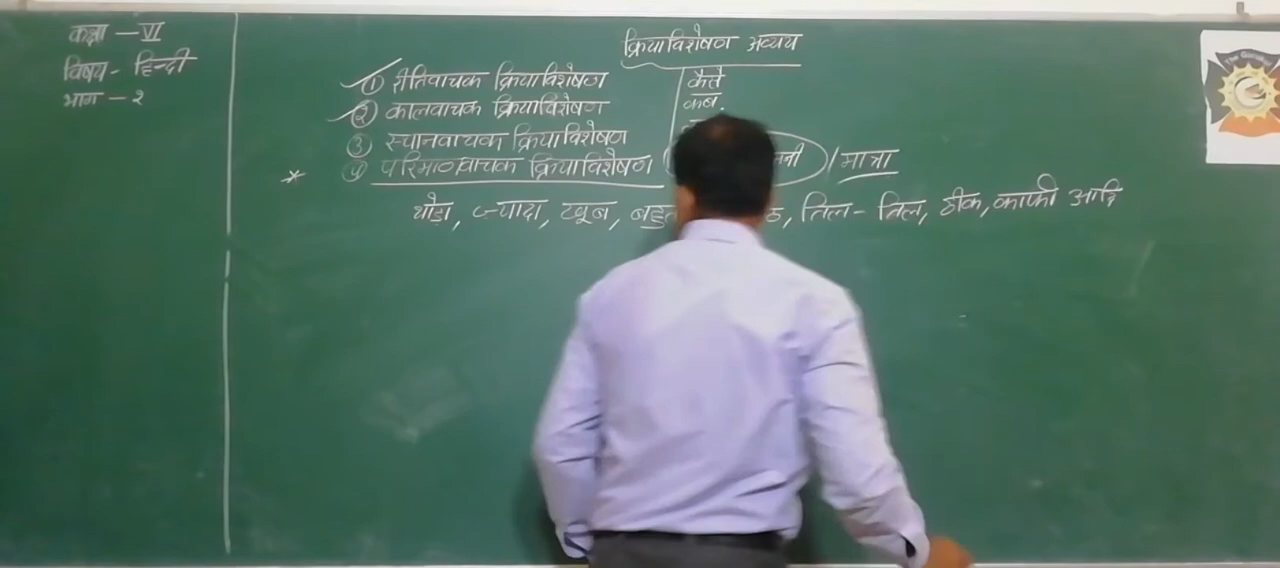 कक्षा - VI
विषय - हिन्दी
भाग - २
क्रियाविशेषण अव्यय
① रीतिवाचक क्रियाविशेषण कैसे
② कालवाचक क्रियाविशेषण कब
③ स्थानवाचक क्रियाविशेषण
④ परिमाणवाचक क्रियाविशेषण / मात्रा
थोड़ा, ज्यादा, खूब, तिल - तिल, ठीक, काफी आदि